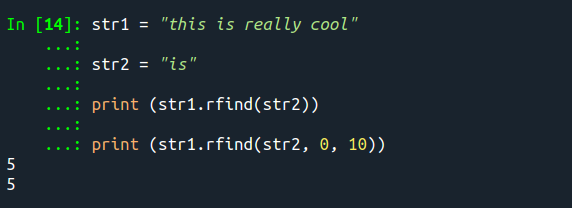 In [14]: str1 = "this is really cool"
...:
...: str2 = "is"
...:
...: print (str1.rfind(str2))
...:
...: print (str1.rfind(str2, 0, 10))
5
5